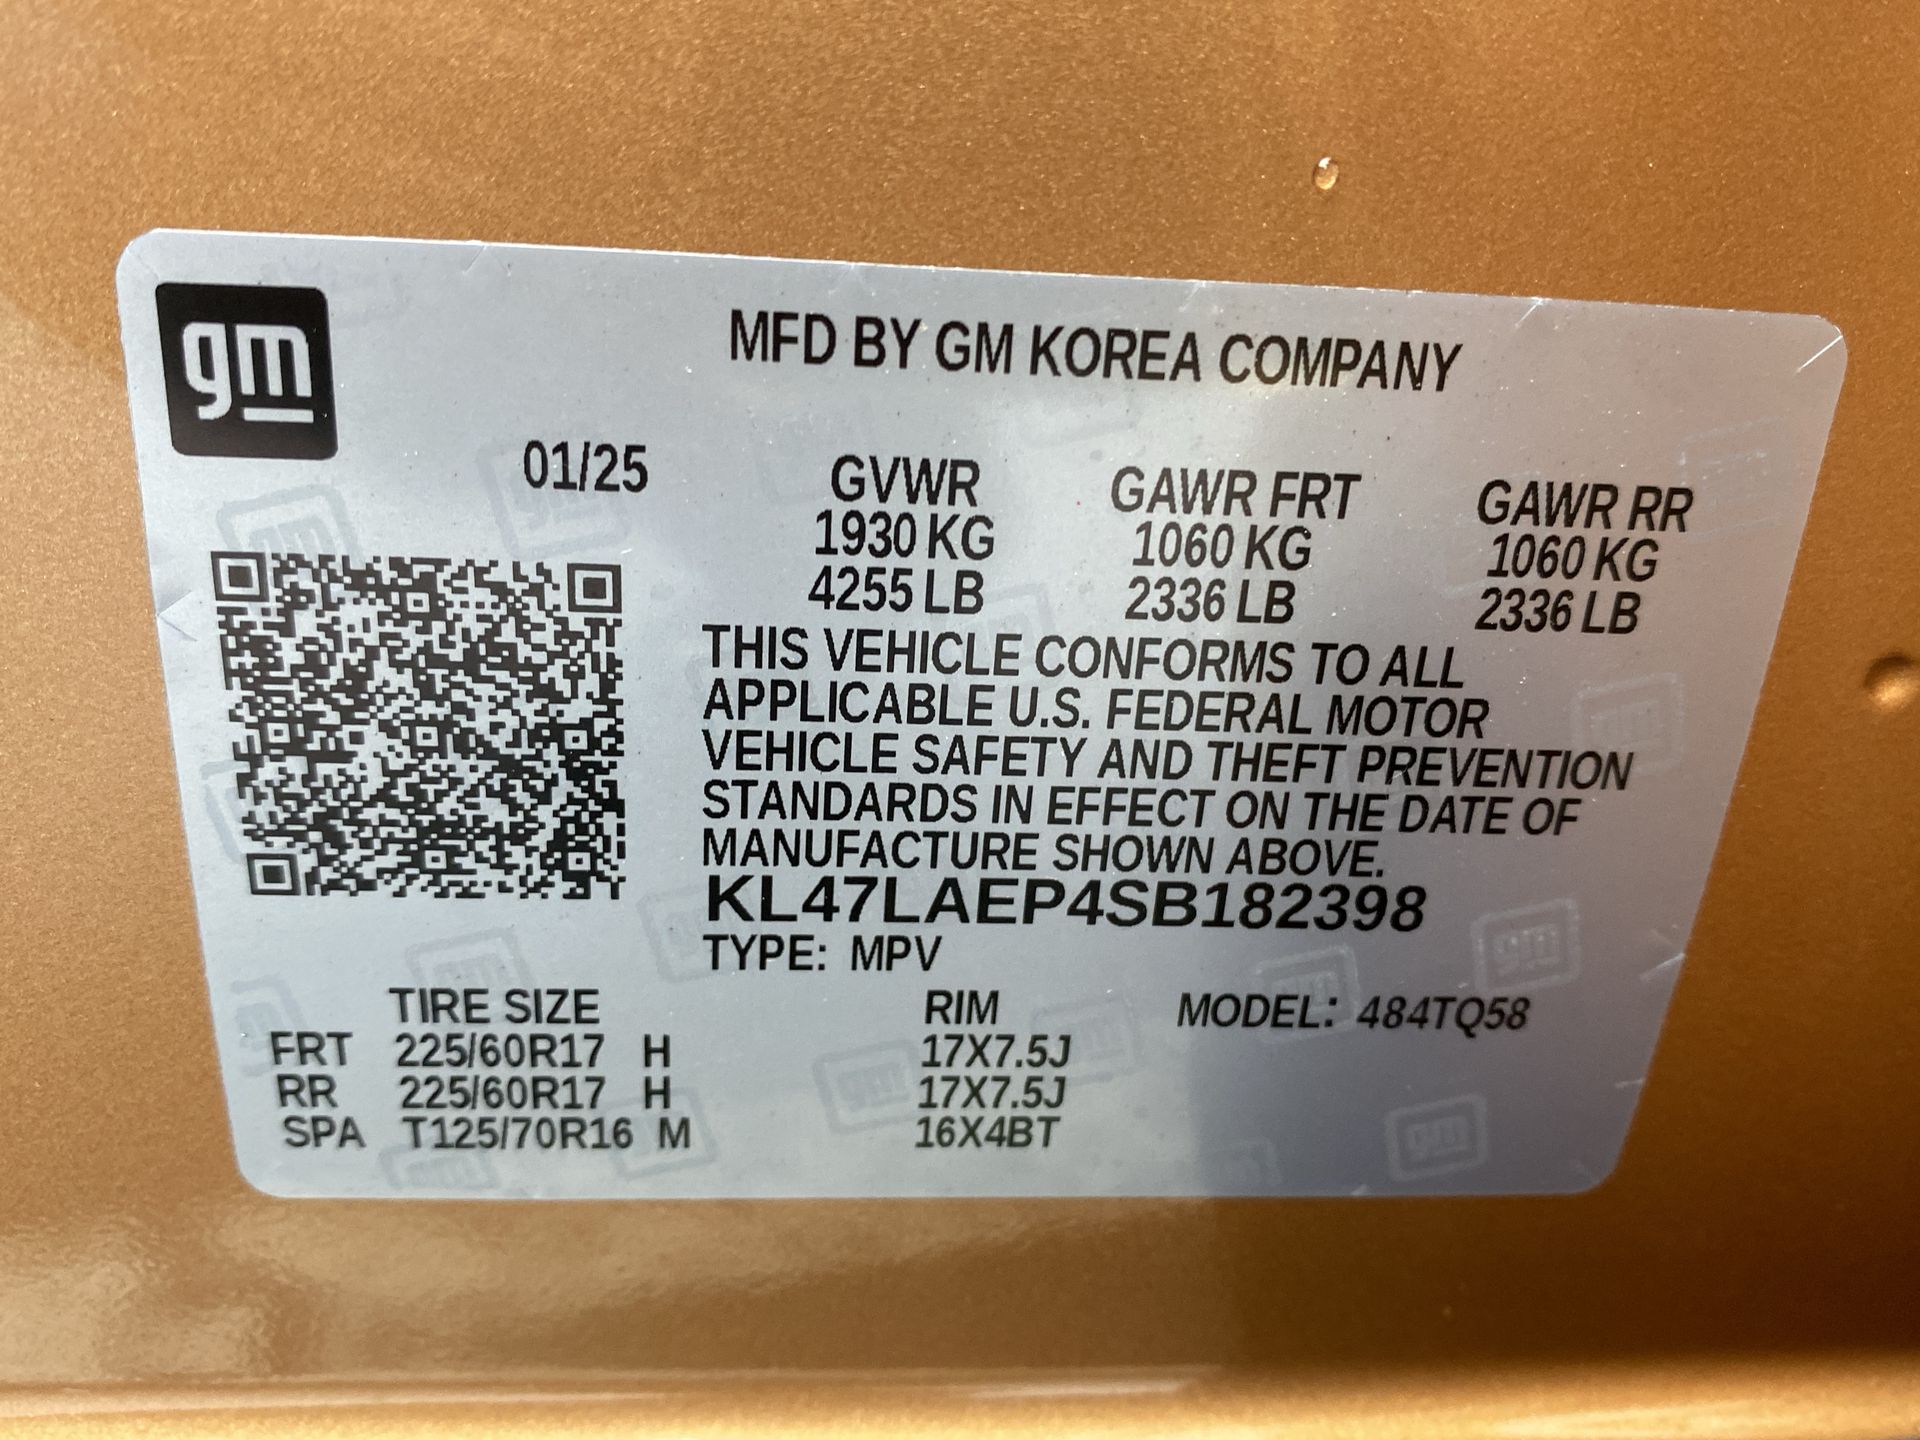 gm
MFD BY GM KOREA COMPANY
01/25 GVWR GAWR FRT GAWR RR
1930 KG 1060 KG 1060 KG
4255 LB 2336 LB 2336 LB
THIS VEHICLE CONFORMS TO ALL
APPLICABLE U.S. FEDERAL MOTOR
VEHICLE SAFETY AND THEFT PREVENTION
STANDARDS IN EFFECT ON THE DATE OF
MANUFACTURE SHOWN ABOVE.
KL47LAEP4SB182398
TYPE: MPV
TIRE SIZE RIM MODEL: 484TQ58
FRT 225/60R17 H 17X7.5J
RR 225/60R17 H 17X7.5J
SPA T125/70R16 M 16X4BT